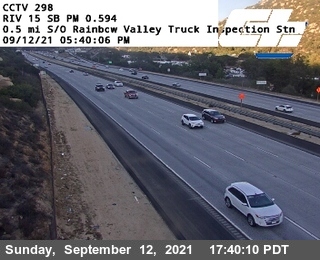 CCTV 298
RIV 15 SB PM 0.594
0.5 mi S/O Rainbow Valley Truck Inspection Stn
09/12/21 05:40:06 PM
Sunday, September 12, 2021 17:40:10 PDT